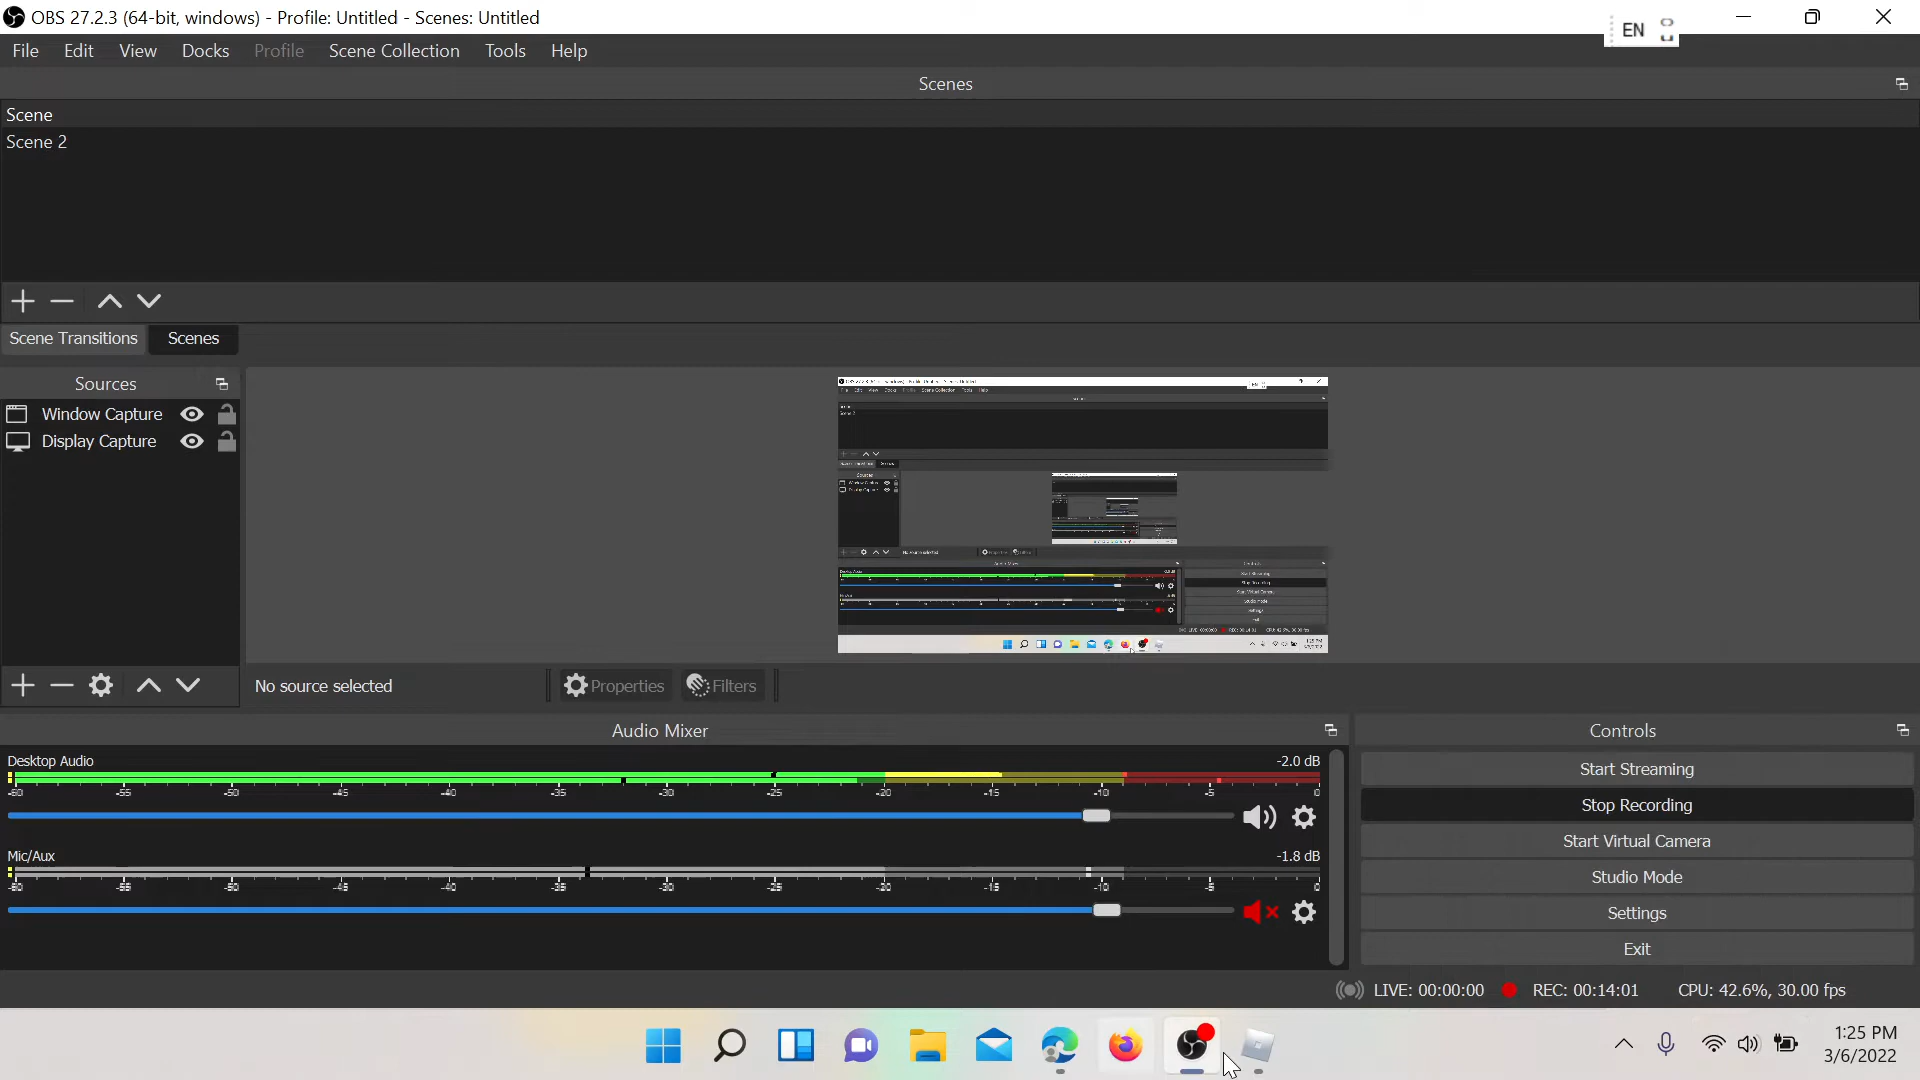 OBS 27.2.3 (64-bit, windows) - Profile: Untitled - Scenes: Untitled
EN
File Edit View Docks Profile Scene Collection Tools Help
Scenes
Scene
Scene 2
Scene Transitions Scenes
Sources
Window Capture
Display Capture
No source selected Properties Filters
Audio Mixer
Desktop Audio -2.0 dB
-60 -55 -50 -45 -40 -35 -30 -25 -20 -15 -10 -5 0
Mic/Aux -1.8 dB
-60 -55 -50 -45 -40 -35 -30 -25 -20 -15 -10 -5 0
Controls
Start Streaming
Stop Recording
Start Virtual Camera
Studio Mode
Settings
Exit
LIVE: 00:00:00 REC: 00:14:01 CPU: 42.6%, 30.00 fps
1:25 PM
3/6/2022